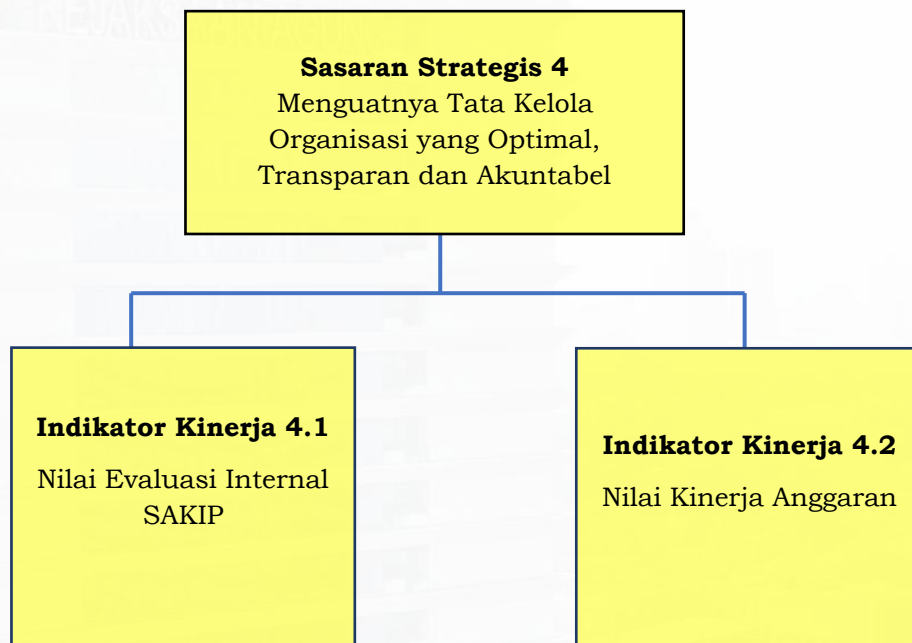 Sasaran Strategis 4
Menguatnya Tata Kelola
Organisasi yang Optimal,
Transparan dan Akuntabel
Indikator Kinerja 4.1
Nilai Evaluasi Internal
SAKIP
Indikator Kinerja 4.2
Nilai Kinerja Anggaran